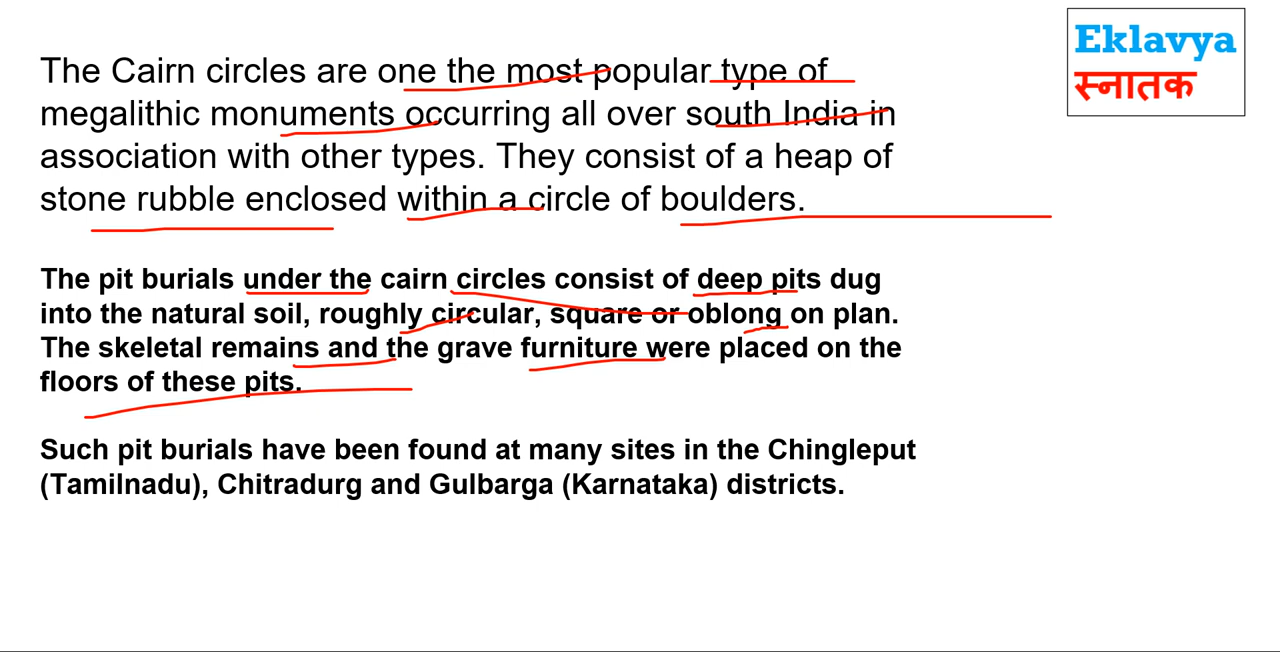 Eklavya
स्नातक
The Cairn circles are one the most popular type of
megalithic monuments occurring all over south India in
association with other types. They consist of a heap of
stone rubble enclosed within a circle of boulders.
The pit burials under the cairn circles consist of deep pits dug
into the natural soil, roughly circular, square or oblong on plan.
The skeletal remains and the grave furniture were placed on the
floors of these pits.
Such pit burials have been found at many sites in the Chingleput
(Tamilnadu), Chitradurg and Gulbarga (Karnataka) districts.